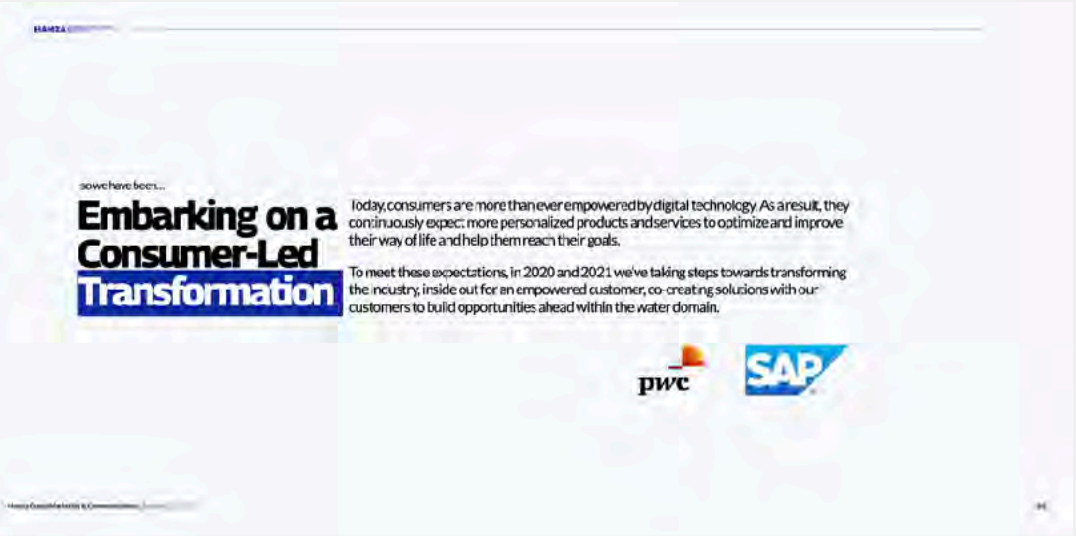 HAMZA
so we have been...
Embarking on a
Consumer-Led
Transformation
Today, consumers are more than ever empowered by digital technology. As a result, they
continuously expect more personalized products and services to optimize and improve
their way of life and help them reach their goals.
To meet these expectations, in 2020 and 2021 we've taking steps towards transforming
the industry, inside out for an empowered customer, co-creating solutions with our
customers to build opportunities ahead within the water domain.
pwc
SAP